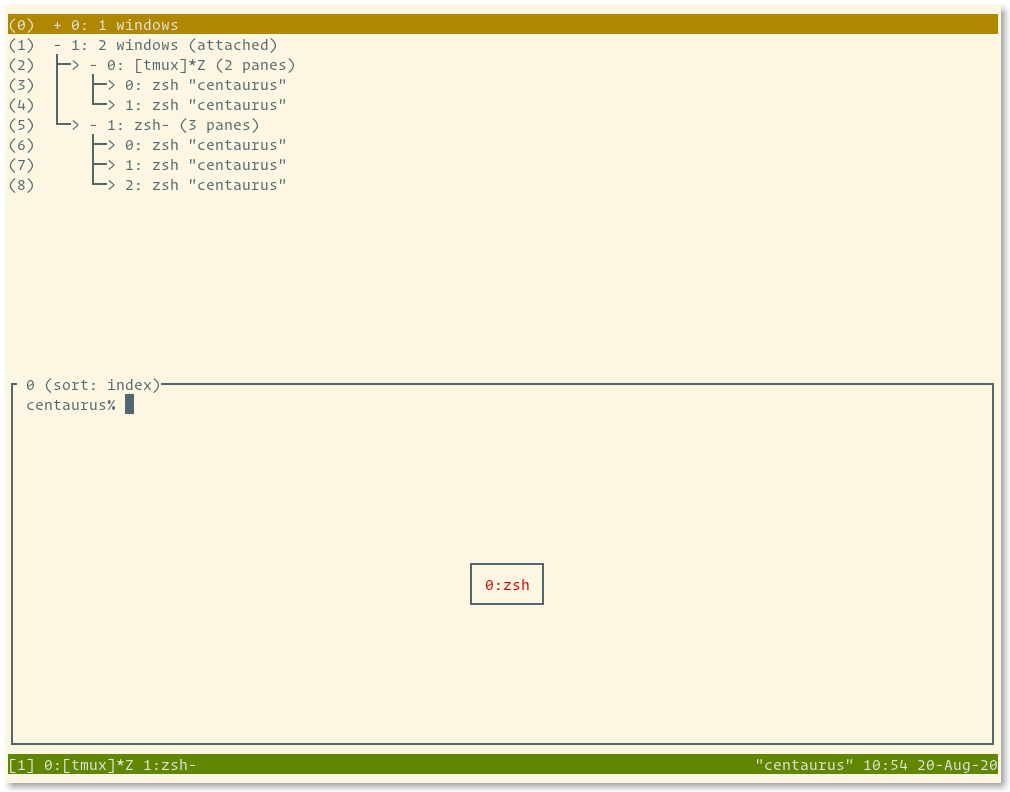 (0)  + 0: 1 windows
(1)  - 1: 2 windows (attached)
(2)  ├─> - 0: [tmux]*Z (2 panes)
(3)  │   ├─> 0: zsh "centaurus"
(4)  │   └─> 1: zsh "centaurus"
(5)  └─> - 1: zsh- (3 panes)
(6)      ├─> 0: zsh "centaurus"
(7)      ├─> 1: zsh "centaurus"
(8)      └─> 2: zsh "centaurus"
0 (sort: index)
centaurus%
0:zsh
[1] 0:[tmux]*Z 1:zsh- "centaurus" 10:54 20-Aug-20